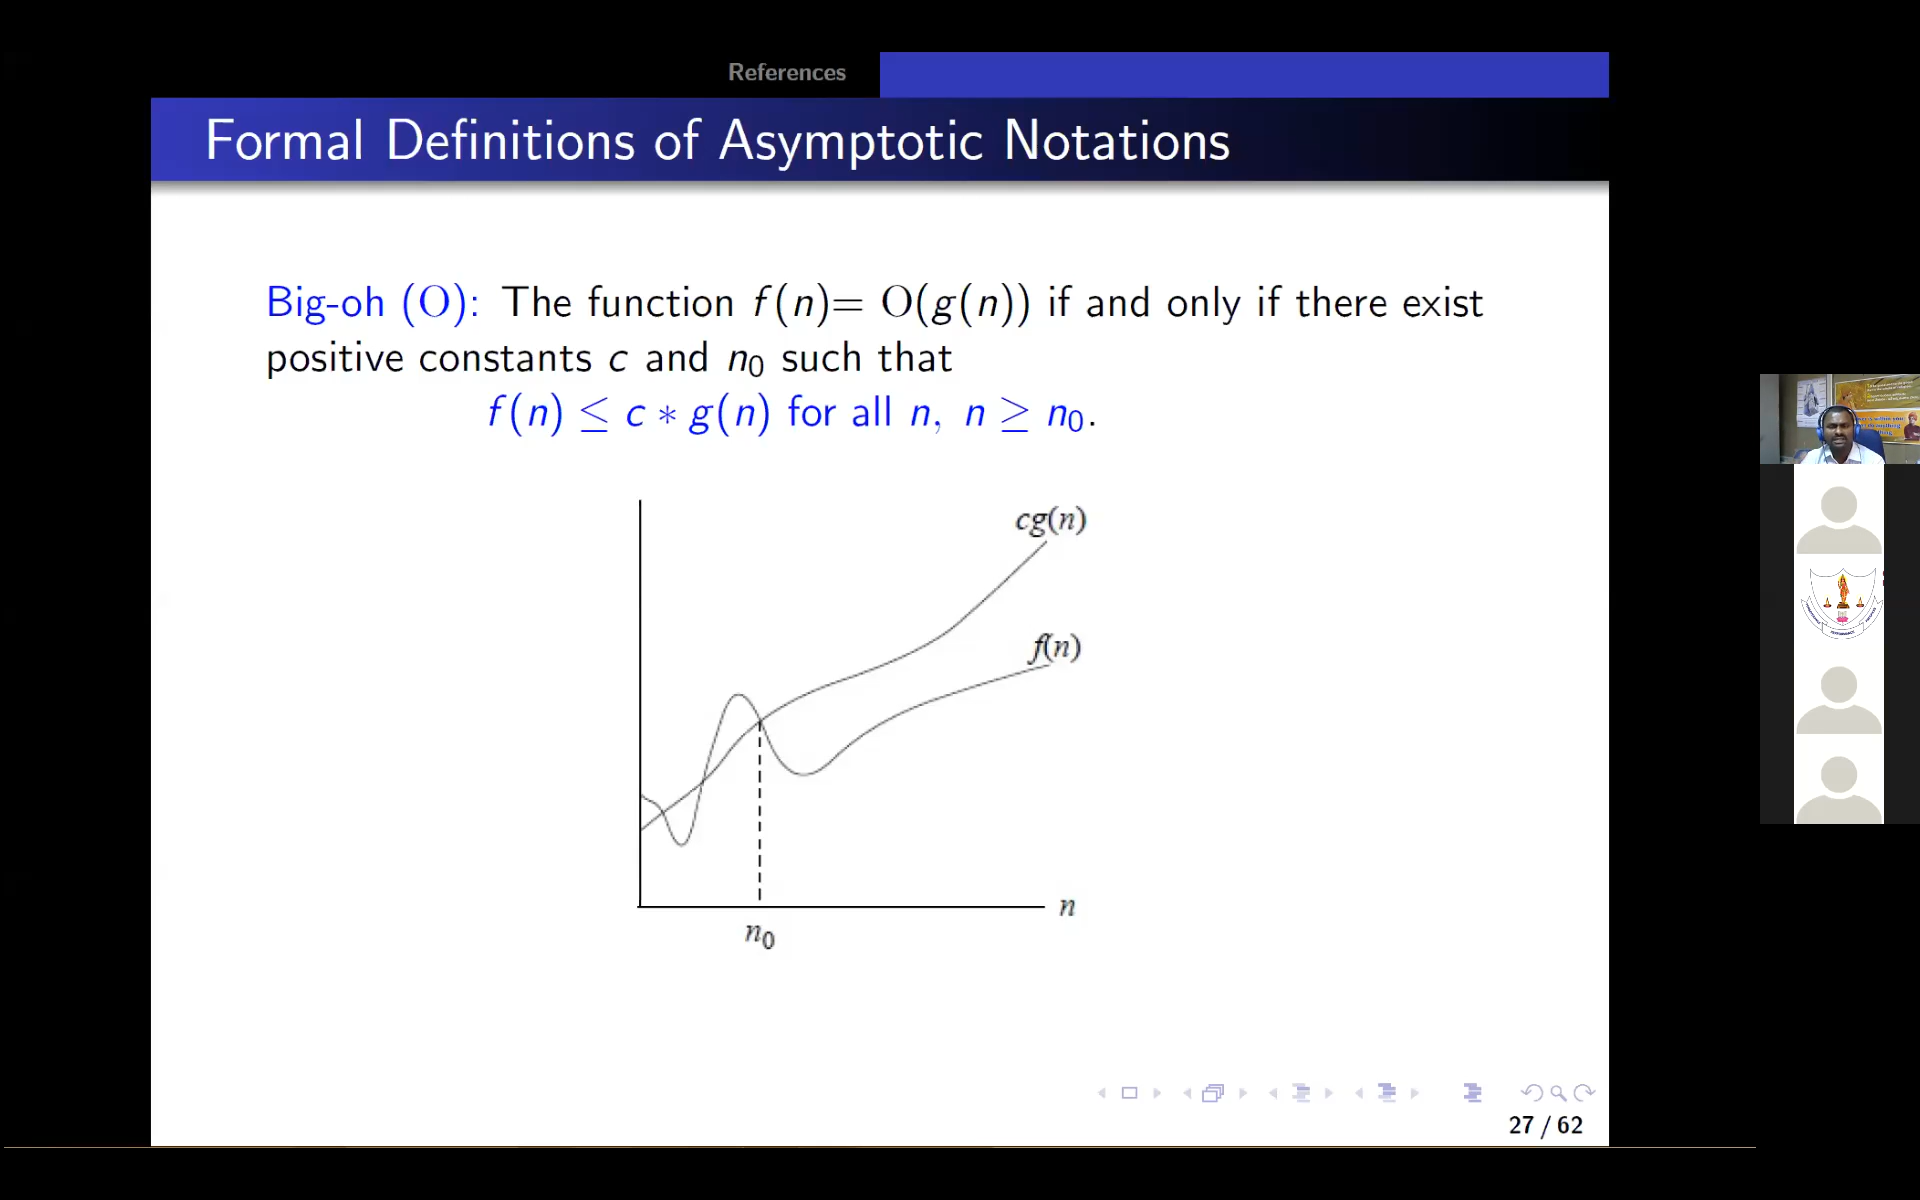 References
Formal Definitions of Asymptotic Notations
Big-oh (O): The function f(n)= O(g(n)) if and only if there exist
positive constants c and n₀ such that
f(n) ≤ c ∗ g(n) for all n, n ≥ n₀.
cg(n)
f(n)
n
n₀
27 / 62